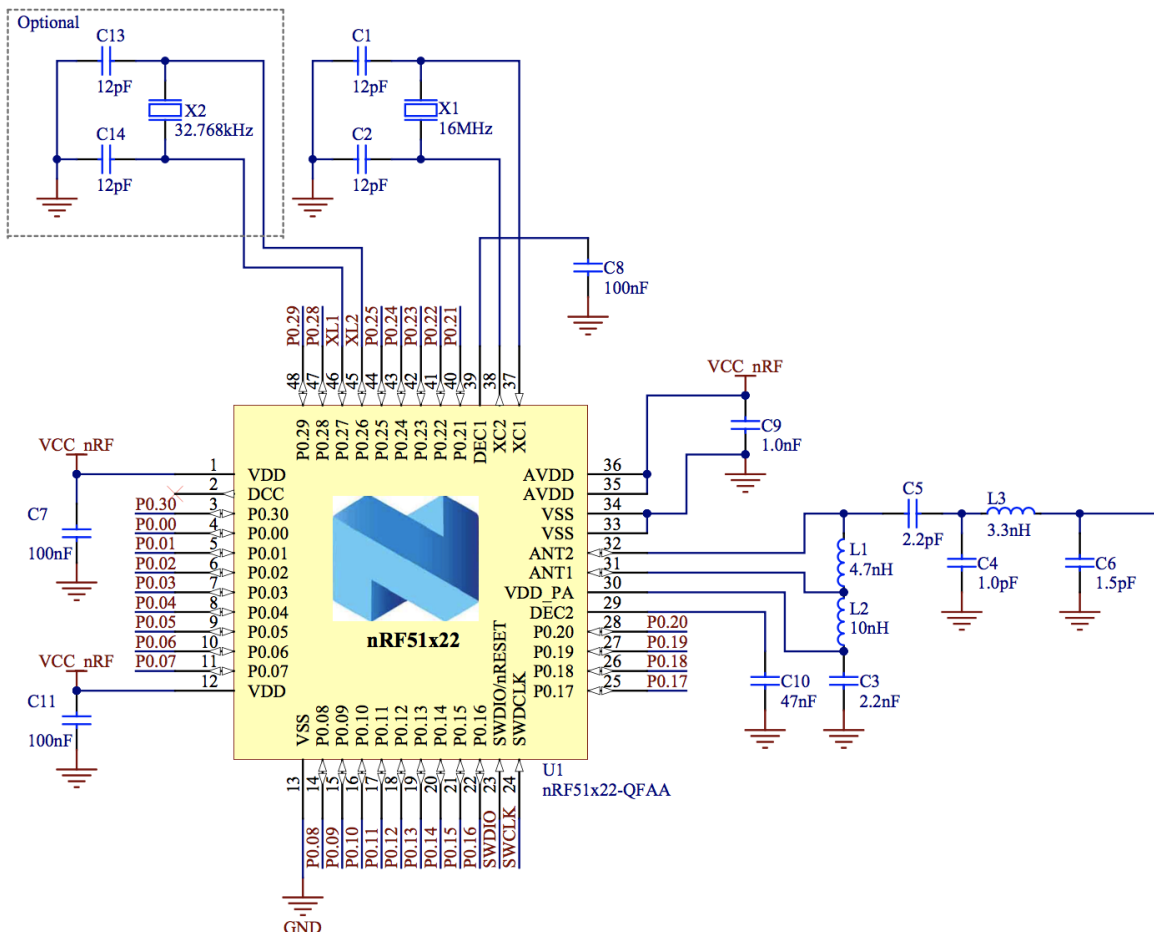 Optional
C13
12pF
X2
32.768kHz
C14
12pF
C1
12pF
X1
16MHz
C2
12pF
C8
100nF
P0.29
P0.28
XL1
XL2
P0.25
P0.24
P0.23
P0.22
P0.21
48
47
46
45
44
43
42
41
40
39
38
37
P0.29
P0.28
P0.27
P0.26
P0.25
P0.24
P0.23
P0.22
P0.21
DEC1
XC2
XC1
VCC_nRF
C9
1.0nF
VCC_nRF
C7
100nF
1 VDD
2 DCC
P0.30 3 P0.30
P0.00 4 P0.00
P0.01 5 P0.01
P0.02 6 P0.02
P0.03 7 P0.03
P0.04 8 P0.04
P0.05 9 P0.05
P0.06 10 P0.06
P0.07 11 P0.07
12 VDD
VCC_nRF
C11
100nF
nRF51x22
AVDD 36
AVDD 35
VSS 34
VSS 33
ANT2 32
ANT1 31
VDD_PA 30
DEC2 29
P0.20 28 P0.20
P0.19 27 P0.19
P0.18 26 P0.18
P0.17 25 P0.17
C5
2.2pF
L3
3.3nH
L1
4.7nH
C4
1.0pF
C6
1.5pF
L2
10nH
C10
47nF
C3
2.2nF
VSS
P0.08
P0.09
P0.10
P0.11
P0.12
P0.13
P0.14
P0.15
P0.16
SWDIO/nRESET
SWDCLK
13
14
15
16
17
18
19
20
21
22
23
24
P0.08
P0.09
P0.10
P0.11
P0.12
P0.13
P0.14
P0.15
P0.16
SWDIO
SWCLK
U1
nRF51x22-QFAA
GND